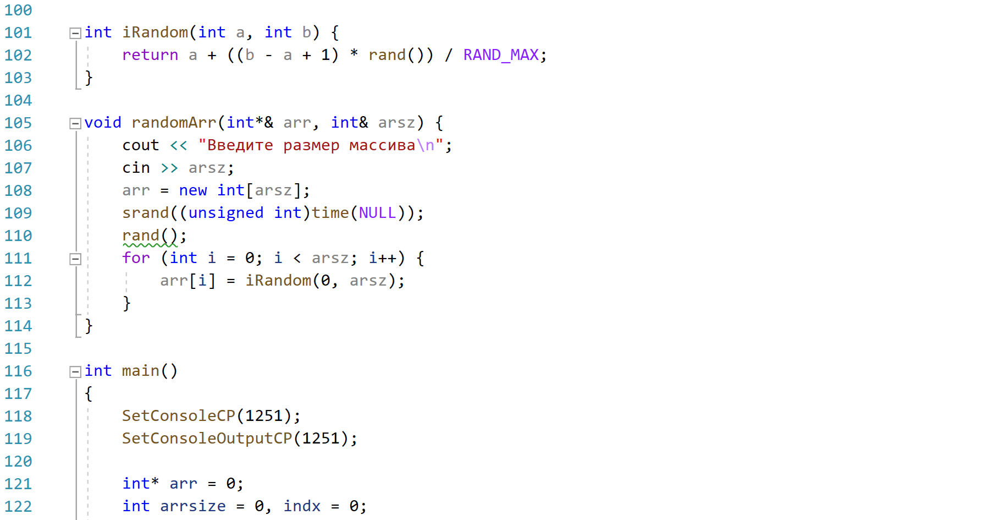 100
101 int iRandom(int a, int b) {
102 return a + ((b - a + 1) * rand()) / RAND_MAX;
103 }
104
105 void randomArr(int*& arr, int& arsz) {
106 cout << "Введите размер массива\n";
107 cin >> arsz;
108 arr = new int[arsz];
109 srand((unsigned int)time(NULL));
110 rand();
111 for (int i = 0; i < arsz; i++) {
112 arr[i] = iRandom(0, arsz);
113 }
114 }
115
116 int main()
117 {
118 SetConsoleCP(1251);
119 SetConsoleOutputCP(1251);
120
121 int* arr = 0;
122 int arrsize = 0, indx = 0;